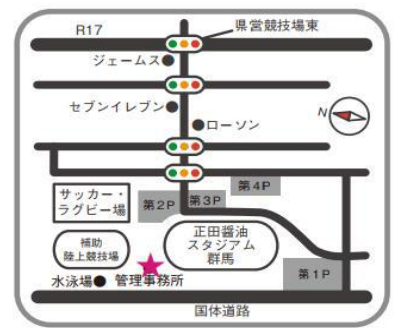 R17
県営競技場東
ジェームス
セブンイレブン
ローソン
N
第4P
第3P
第2P
サッカー・
ラグビー場
正田醤油
スタジアム
群馬
補助
陸上競技場
第1P
水泳場
管理事務所
国体道路